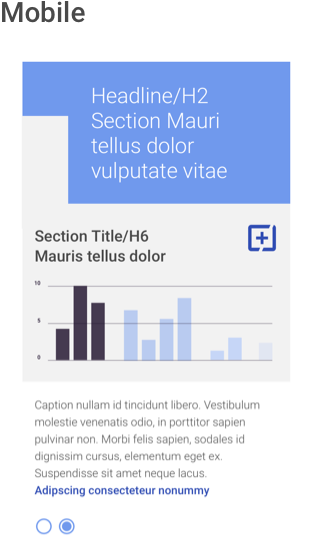 Mobile
Headline/H2
Section Mauri
tellus dolor
vulputate vitae
Section Title/H6
Mauris tellus dolor
10
5
0
Caption nullam id tincidunt libero. Vestibulum
molestie venenatis odio, in porttitor sapien
pulvinar non. Morbi felis sapien, sodales id
dignissim cursus, elementum eget ex.
Suspendisse sit amet neque lacus.
Adipscing consecteteur nonummy